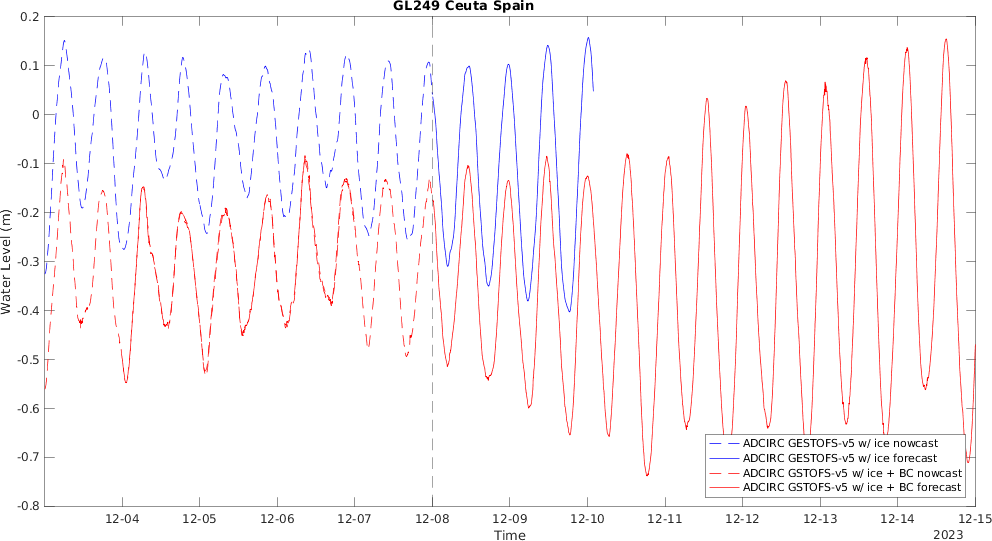 GL249 Ceuta Spain
Water Level (m)
0.2
0.1
0
-0.1
-0.2
-0.3
-0.4
-0.5
-0.6
-0.7
-0.8
ADCIRC GESTOFS-v5 w/ ice nowcast
ADCIRC GESTOFS-v5 w/ ice forecast
ADCIRC GSTOFS-v5 w/ ice + BC nowcast
ADCIRC GSTOFS-v5 w/ ice + BC forecast
12-04 12-05 12-06 12-07 12-08 12-09 12-10 12-11 12-12 12-13 12-14 12-15
Time
2023